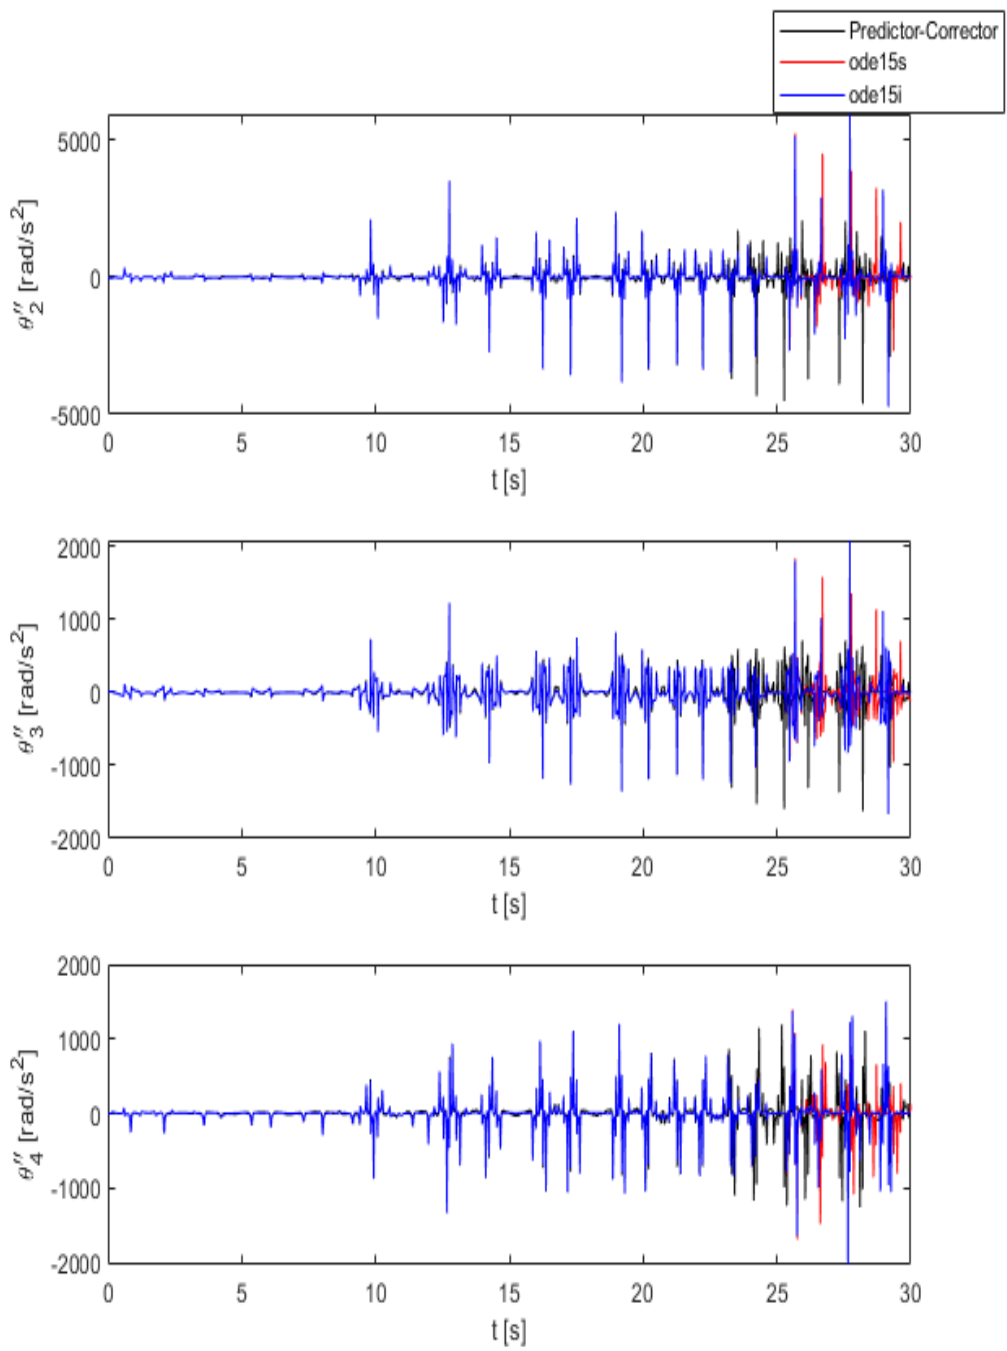 Predictor-Corrector
ode15s
ode15i
5000
0
-5000
θ″2 [rad/s²]
0 5 10 15 20 25 30
t [s]
2000
1000
0
-1000
-2000
θ″3 [rad/s²]
0 5 10 15 20 25 30
t [s]
2000
1000
0
-1000
-2000
θ″4 [rad/s²]
0 5 10 15 20 25 30
t [s]